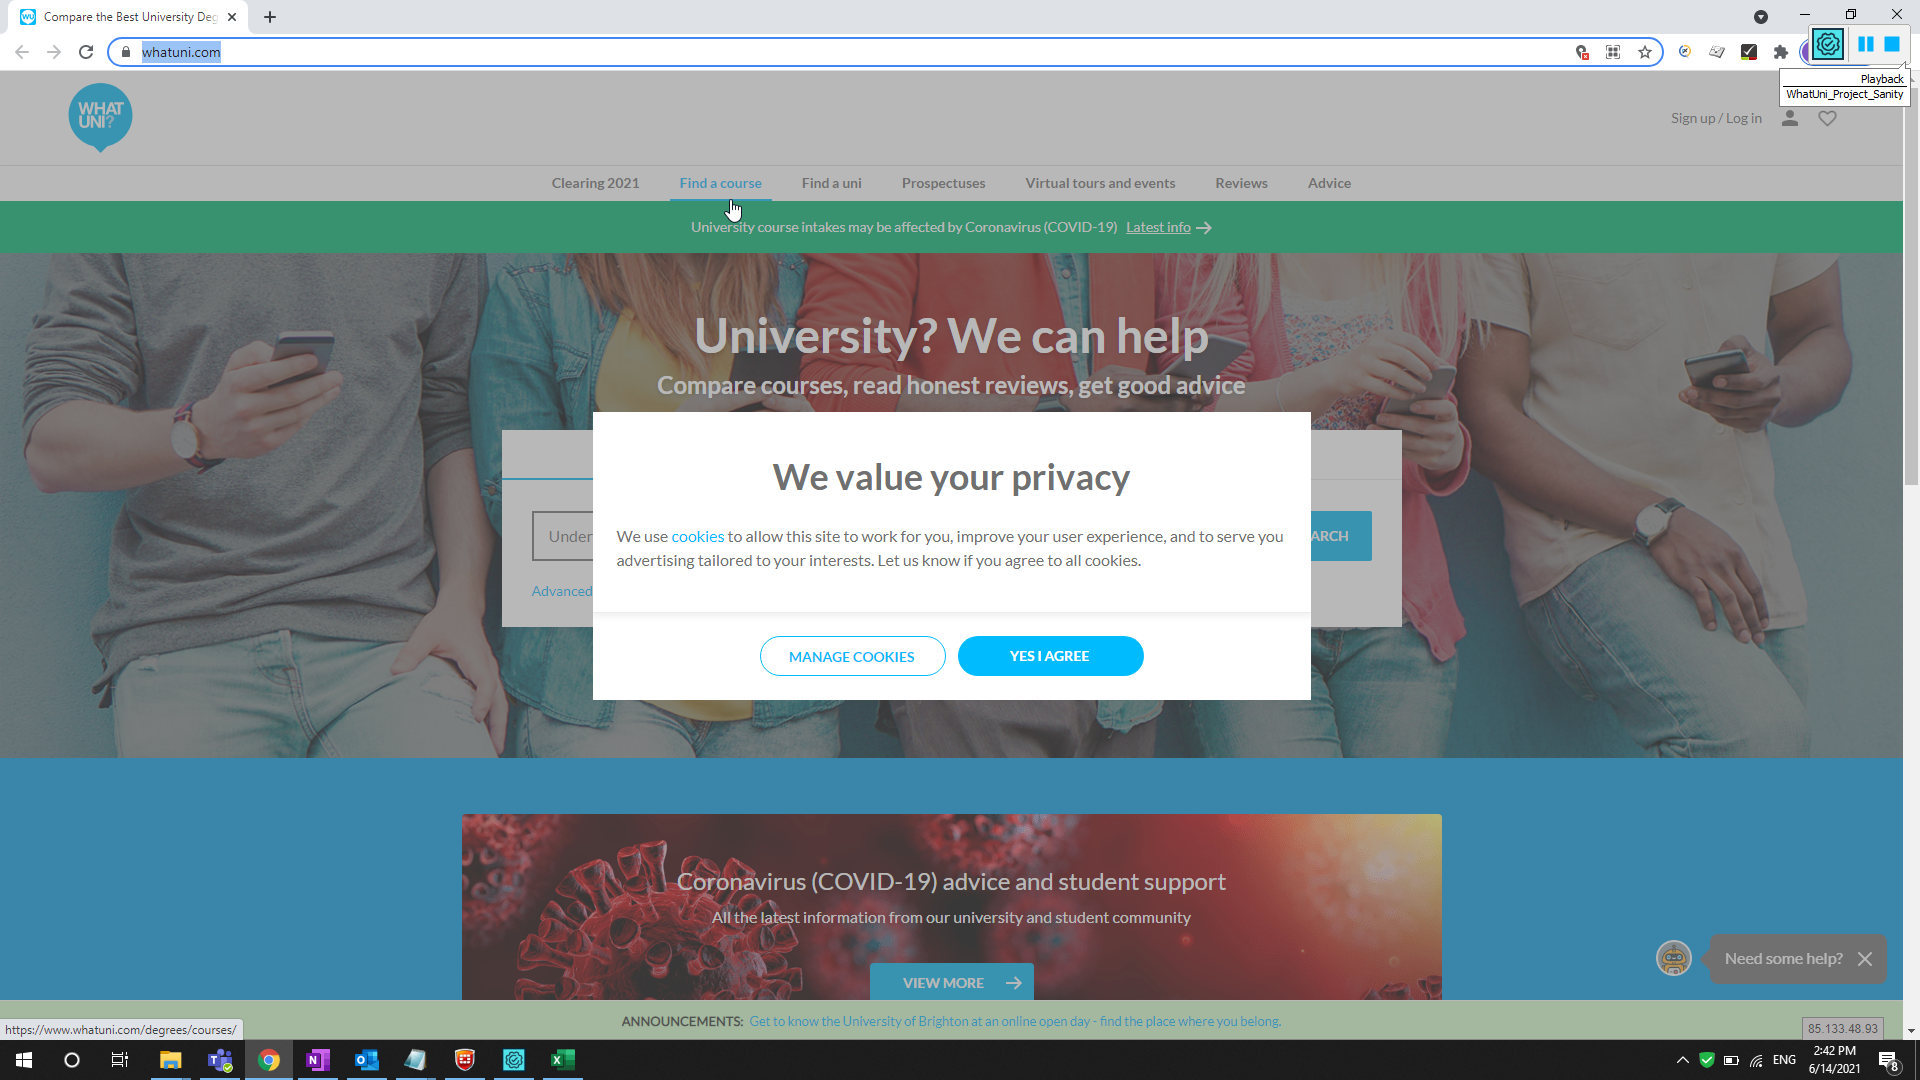 Compare the Best University Deg
whatuni.com
Playback
WhatUni_Project_Sanity
WHAT
UNI?
Sign up / Log in
Clearing 2021
Find a course
Find a uni
Prospectuses
Virtual tours and events
Reviews
Advice
University course intakes may be affected by Coronavirus (COVID-19) Latest info
University? We can help
Compare courses, read honest reviews, get good advice
We value your privacy
We use cookies to allow this site to work for you, improve your user experience, and to serve you
advertising tailored to your interests. Let us know if you agree to all cookies.
Under
ARCH
Advanced
MANAGE COOKIES
YES I AGREE
Coronavirus (COVID-19) advice and student support
All the latest information from our university and student community
VIEW MORE
Need some help?
ANNOUNCEMENTS: Get to know the University of Brighton at an online open day - find the place where you belong.
https://www.whatuni.com/degrees/courses/
85.133.48.93
ENG
2:42 PM
6/14/2021
8